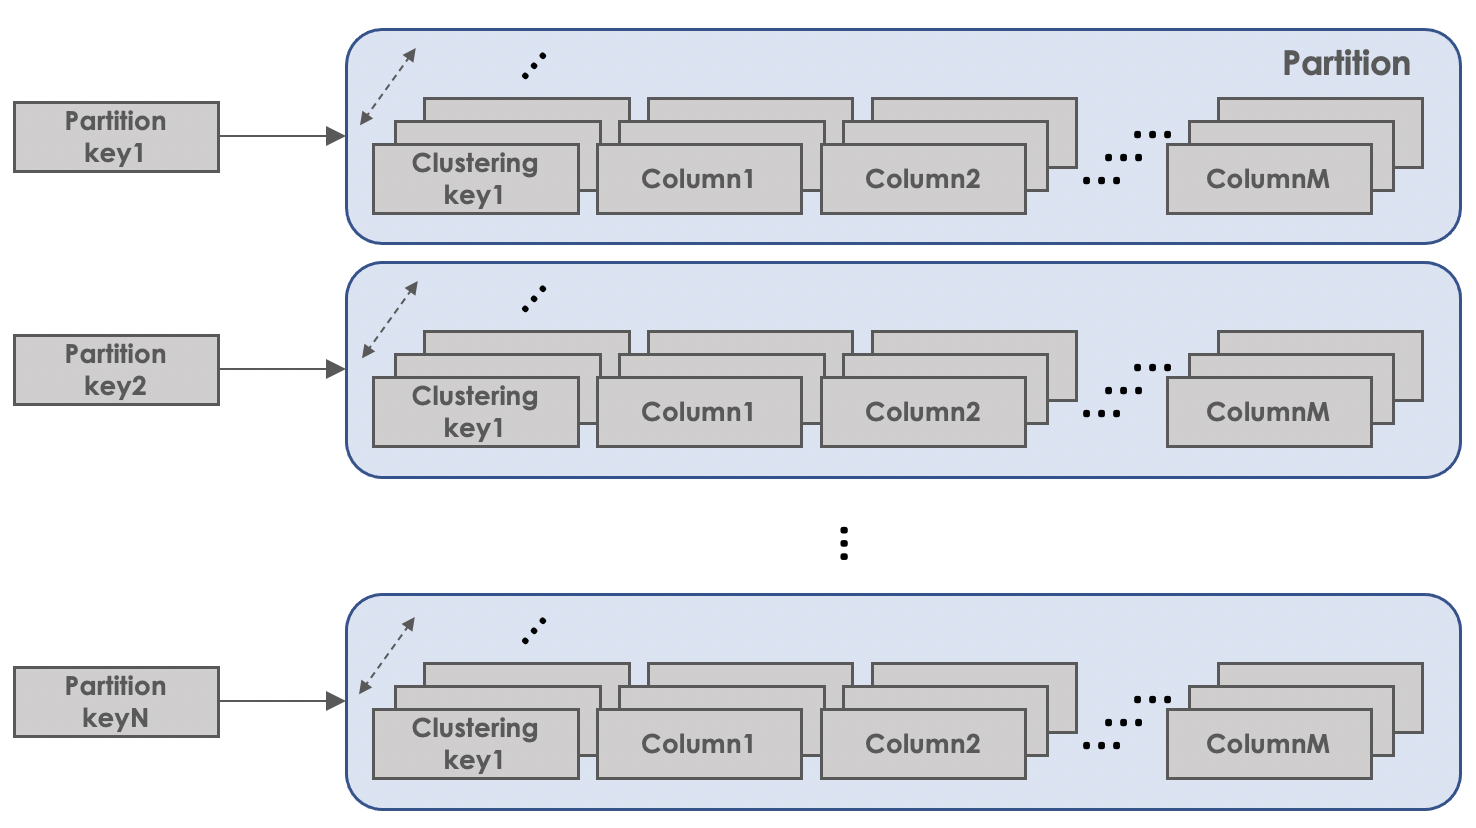 Partition
Partition
key1
Clustering
key1
Column1
Column2
ColumnM
Partition
key2
Clustering
key1
Column1
Column2
ColumnM
Partition
keyN
Clustering
key1
Column1
Column2
ColumnM